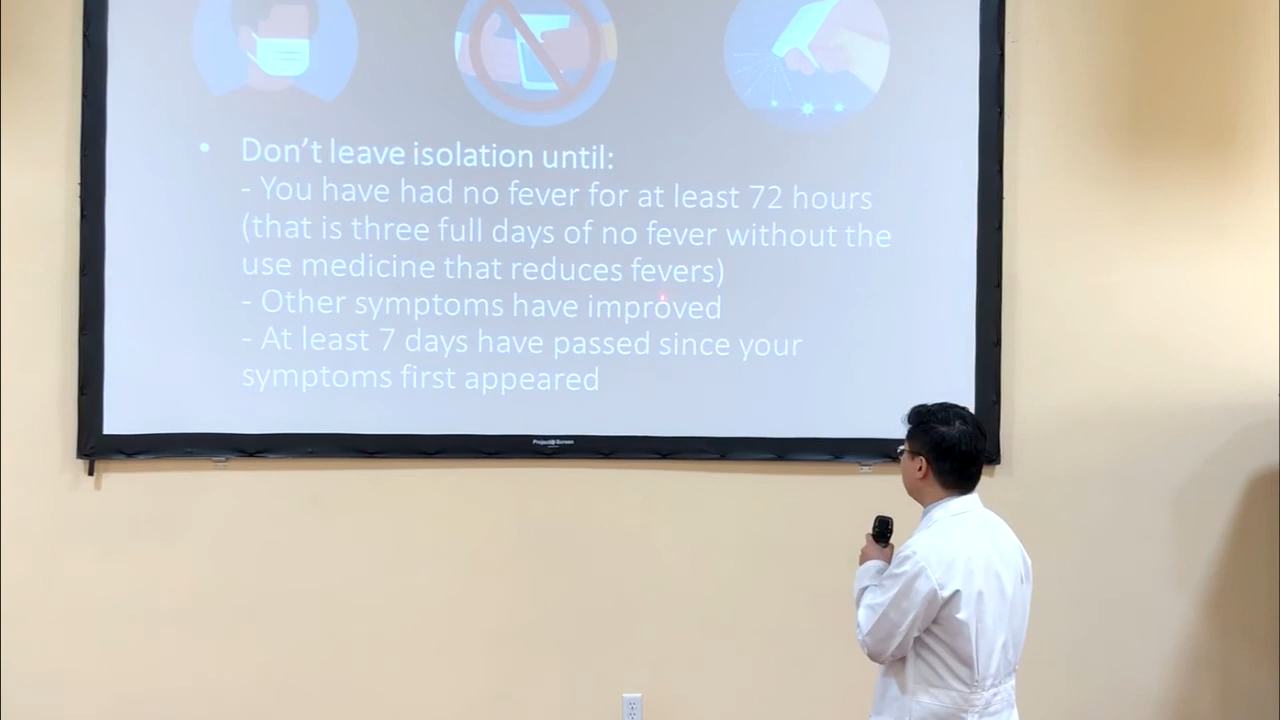 • Don't leave isolation until:
- You have had no fever for at least 72 hours
(that is three full days of no fever without the
use medicine that reduces fevers)
- Other symptoms have improved
- At least 7 days have passed since your
symptoms first appeared
Project Screen